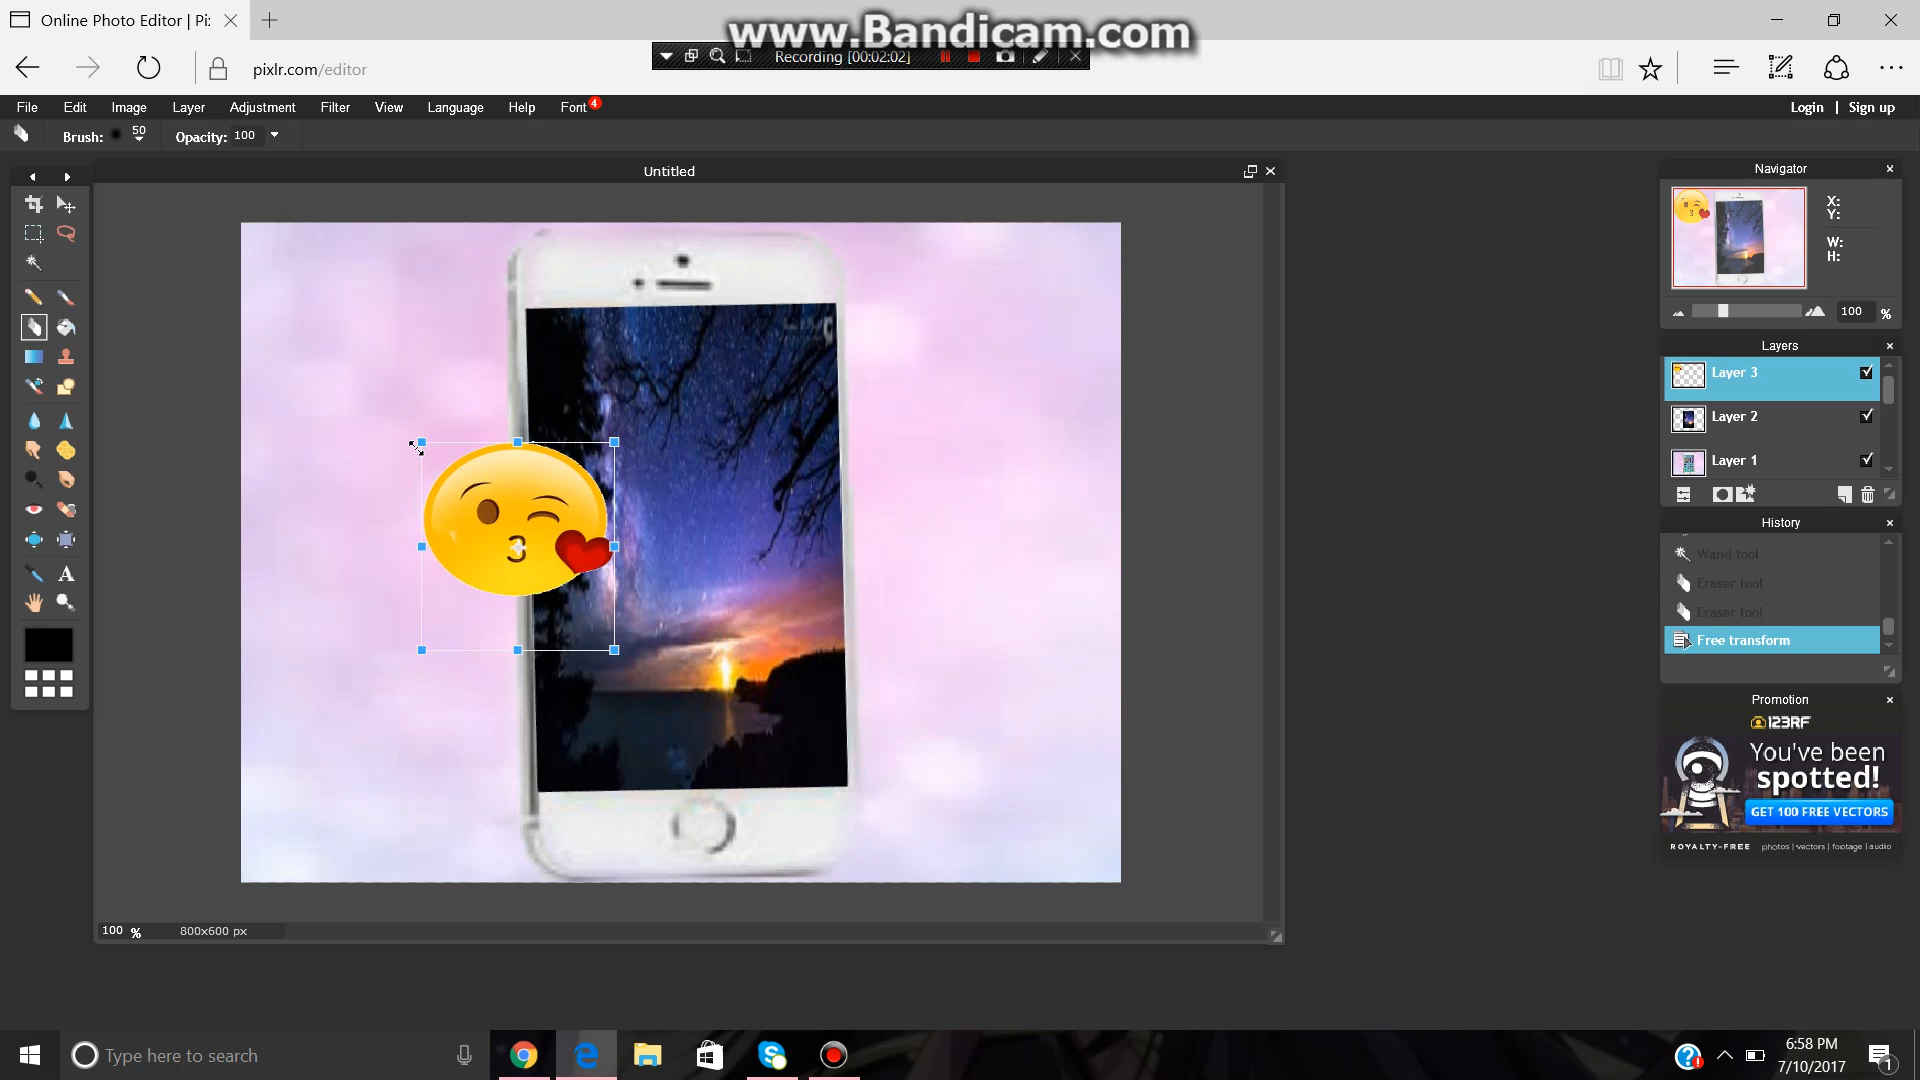 Online Photo Editor | Pi:
www.Bandicam.com
Recording [00:02:02]
pixlr.com/editor
File Edit Image Layer Adjustment Filter View Language Help Font 4
Login | Sign up
Brush: 50 Opacity: 100
Untitled
Navigator
X:
Y:
W:
H:
100 %
Layers
Layer 3
Layer 2
Layer 1
History
Wand tool
Eraser tool
Eraser tool
Free transform
Promotion
123RF
You've been
spotted!
GET 100 FREE VECTORS
ROYALTY-FREE photos | vectors | footage | audio
100 % 800x600 px
Type here to search
6:58 PM
7/10/2017
1